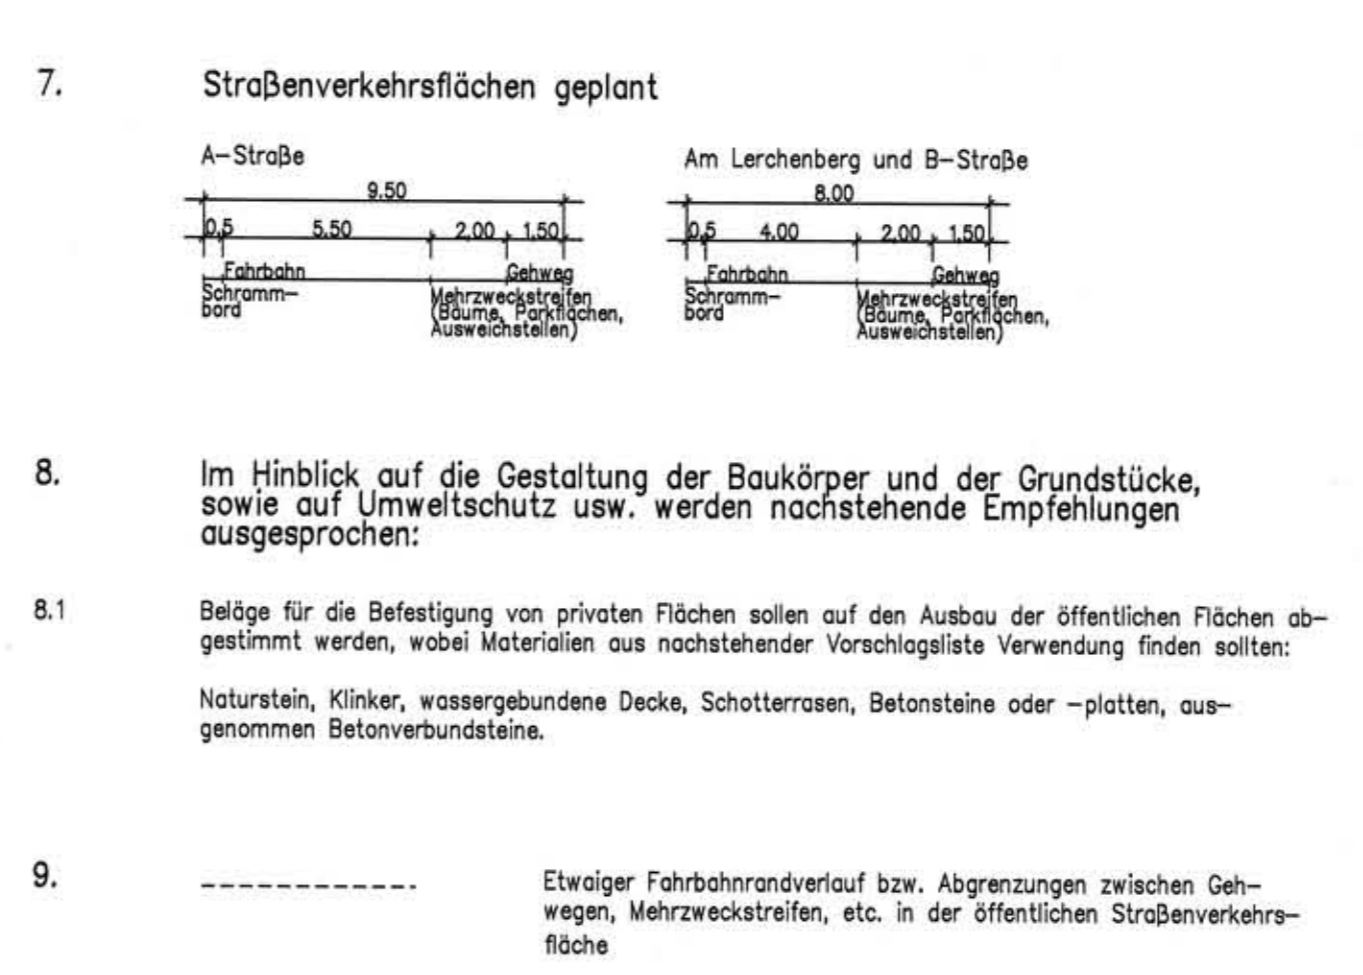 7. Straßenverkehrsflächen geplant
A-Straße
9.50
0,5 5.50 2,00 1,50
Fahrbahn Gehweg
Schramm-
bord
Mehrzweckstreifen
(Bäume, Parkflächen,
Ausweichstellen)
Am Lerchenberg und B-Straße
8.00
0,5 4.00 2,00 1,50
Fahrbahn Gehweg
Schramm-
bord
Mehrzweckstreifen
(Bäume, Parkflächen,
Ausweichstellen)
8. Im Hinblick auf die Gestaltung der Baukörper und der Grundstücke,
sowie auf Umweltschutz usw. werden nachstehende Empfehlungen
ausgesprochen:
8.1 Beläge für die Befestigung von privaten Flächen sollen auf den Ausbau der öffentlichen Flächen ab-
gestimmt werden, wobei Materialien aus nachstehender Vorschlagsliste Verwendung finden sollten:
Naturstein, Klinker, wassergebundene Decke, Schotterrasen, Betonsteine oder -platten, aus-
genommen Betonverbundsteine.
9. Etwaiger Fahrbahnrandverlauf bzw. Abgrenzungen zwischen Geh-
wegen, Mehrzweckstreifen, etc. in der öffentlichen Straßenverkehrs-
fläche